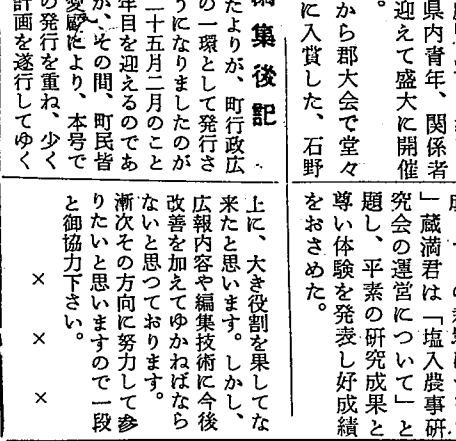 県内青年、関係者
迎えて盛大に開催
。
から郡大会で堂々
に入賞した、石野
」蔵満君は「塩入農事研
究会の運営について」と
題し、平素の研究成果と
尊い体験を発表し好成績
をおさめた。
集後記
たよりが、町行政広
の一環として発行さ
うになりましたのが
二十五月二月のこと
年目を迎えるのであ
が、その間、町民皆
愛顧により、本号で
の発行を重ね、少く
計画を遂行してゆく
上に、大き役割を果してな
来たと思います。しかし、
広報内容や編集技術に今後
改善を加えてゆかねばなら
ないと思つております。
漸次その方向に努力して参
りたいと思いますので一段
と御協力下さい。
× × ×